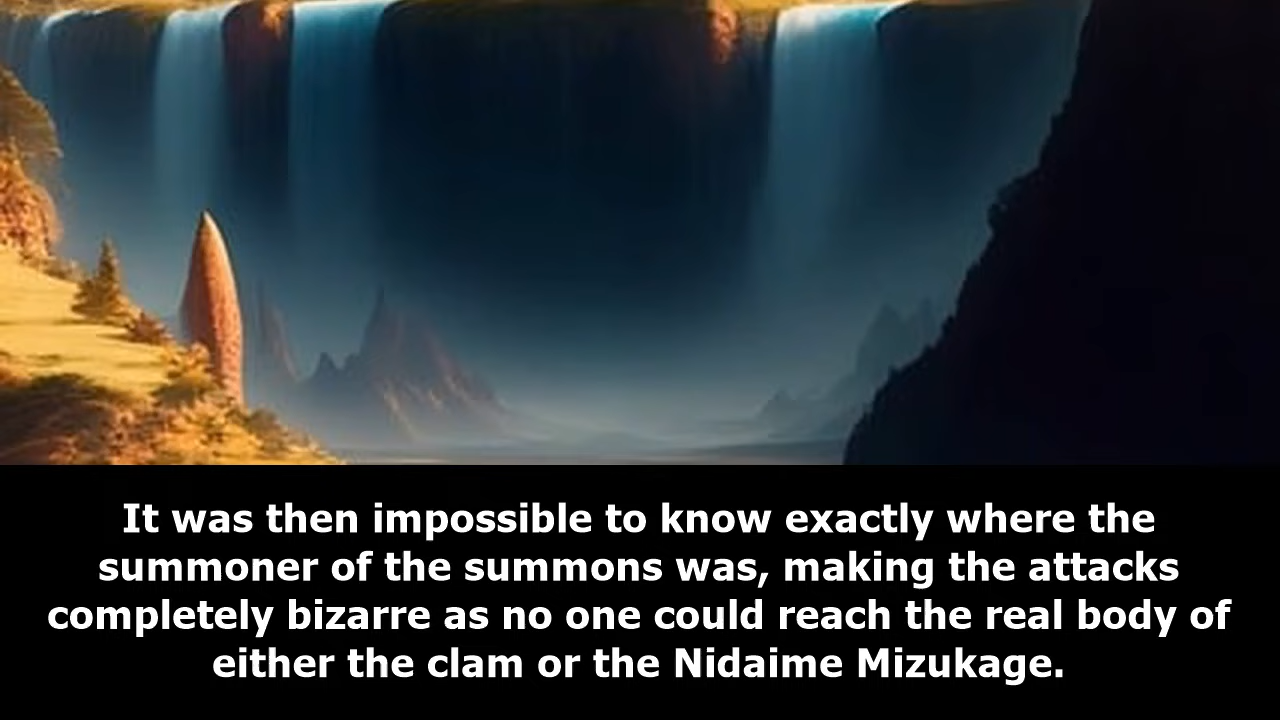 It was then impossible to know exactly where the
summoner of the summons was, making the attacks
completely bizarre as no one could reach the real body of
either the clam or the Nidaime Mizukage.